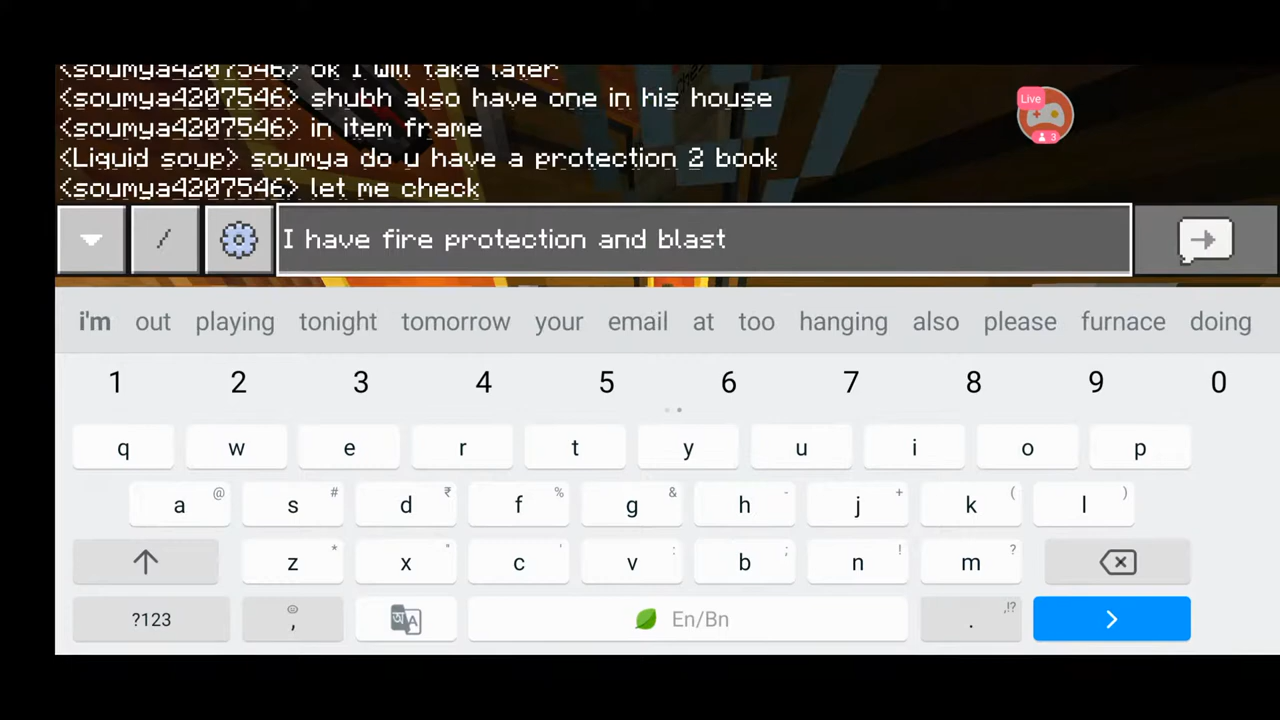 <soumya4207546> ok I will take later
<soumya4207546> shubh also have one in his house
<soumya4207546> in item frame
<Liquid soup> soumya do u have a protection 2 book
<soumya4207546> let me check
Live
3
/
I have fire protection and blast
i'm out playing tonight tomorrow your email at too hanging also please furnace doing
1 2 3 4 5 6 7 8 9 0
q w e r t y u i o p
@ # ₹ % & - + ( )
a s d f g h j k l
* " ' : ; ! ?
z x c v b n m
?123 , অA En/Bn . ,!?